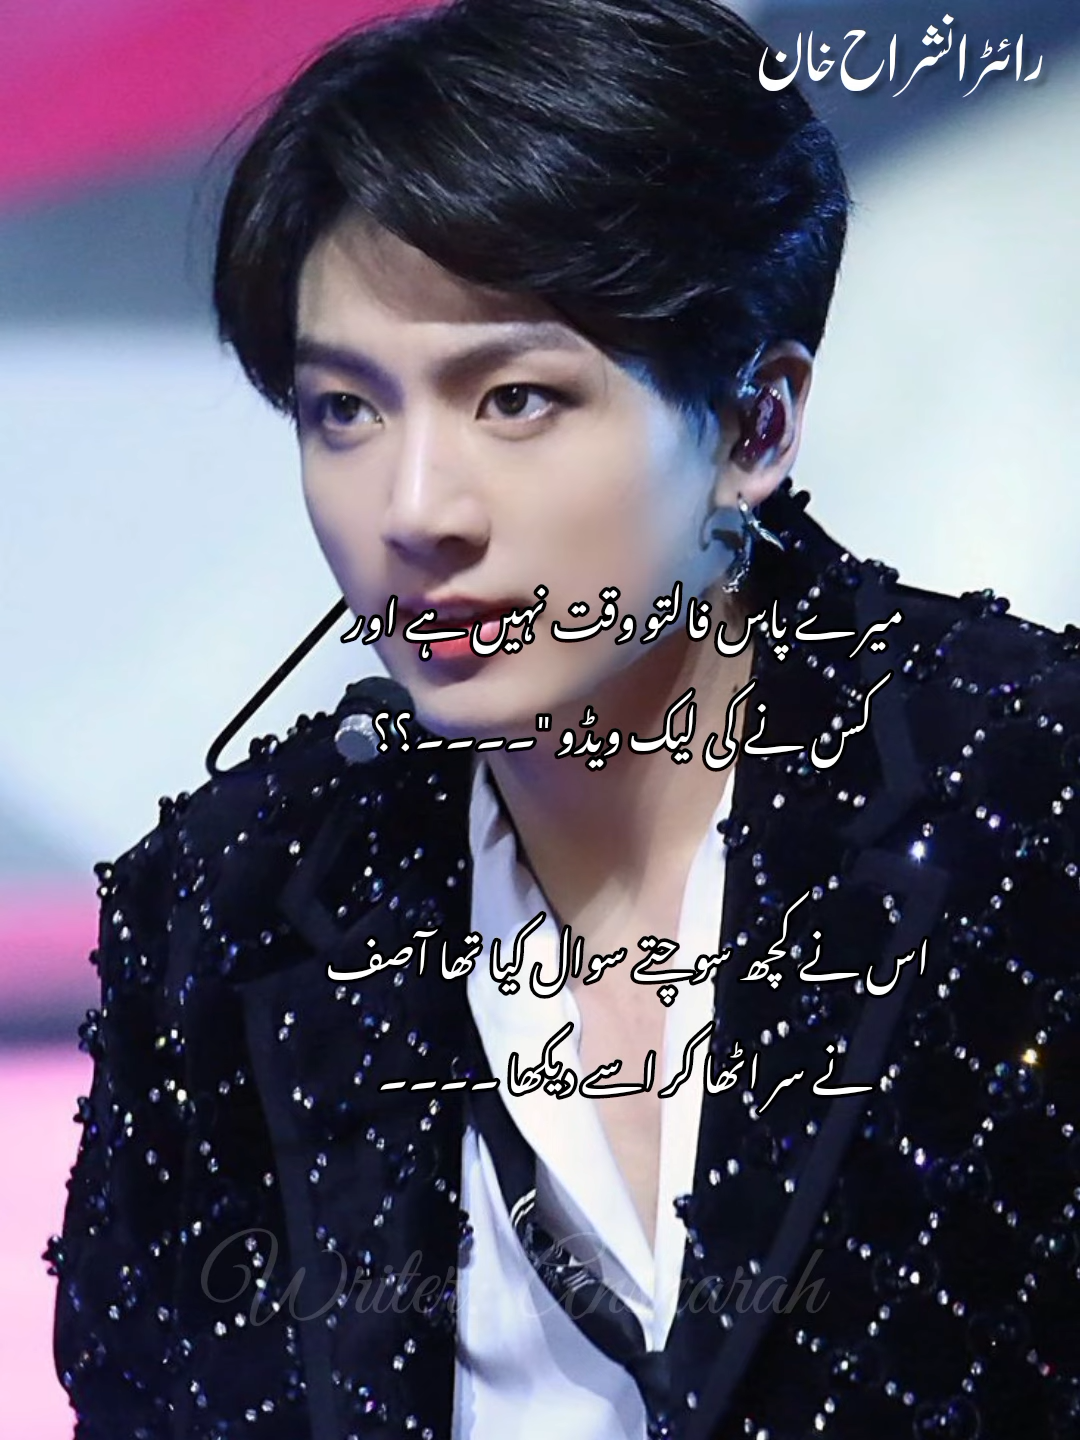 رائٹر انشراح خان
میرے پاس فالتو وقت نہیں ہے اور
کس نے کی لیک ویڈو "۔۔۔۔؟؟
اس نے کچھ سوچتے سوال کیا تھا آصف
نے سر اٹھا کر اسے دیکھا ۔۔۔۔
Writer